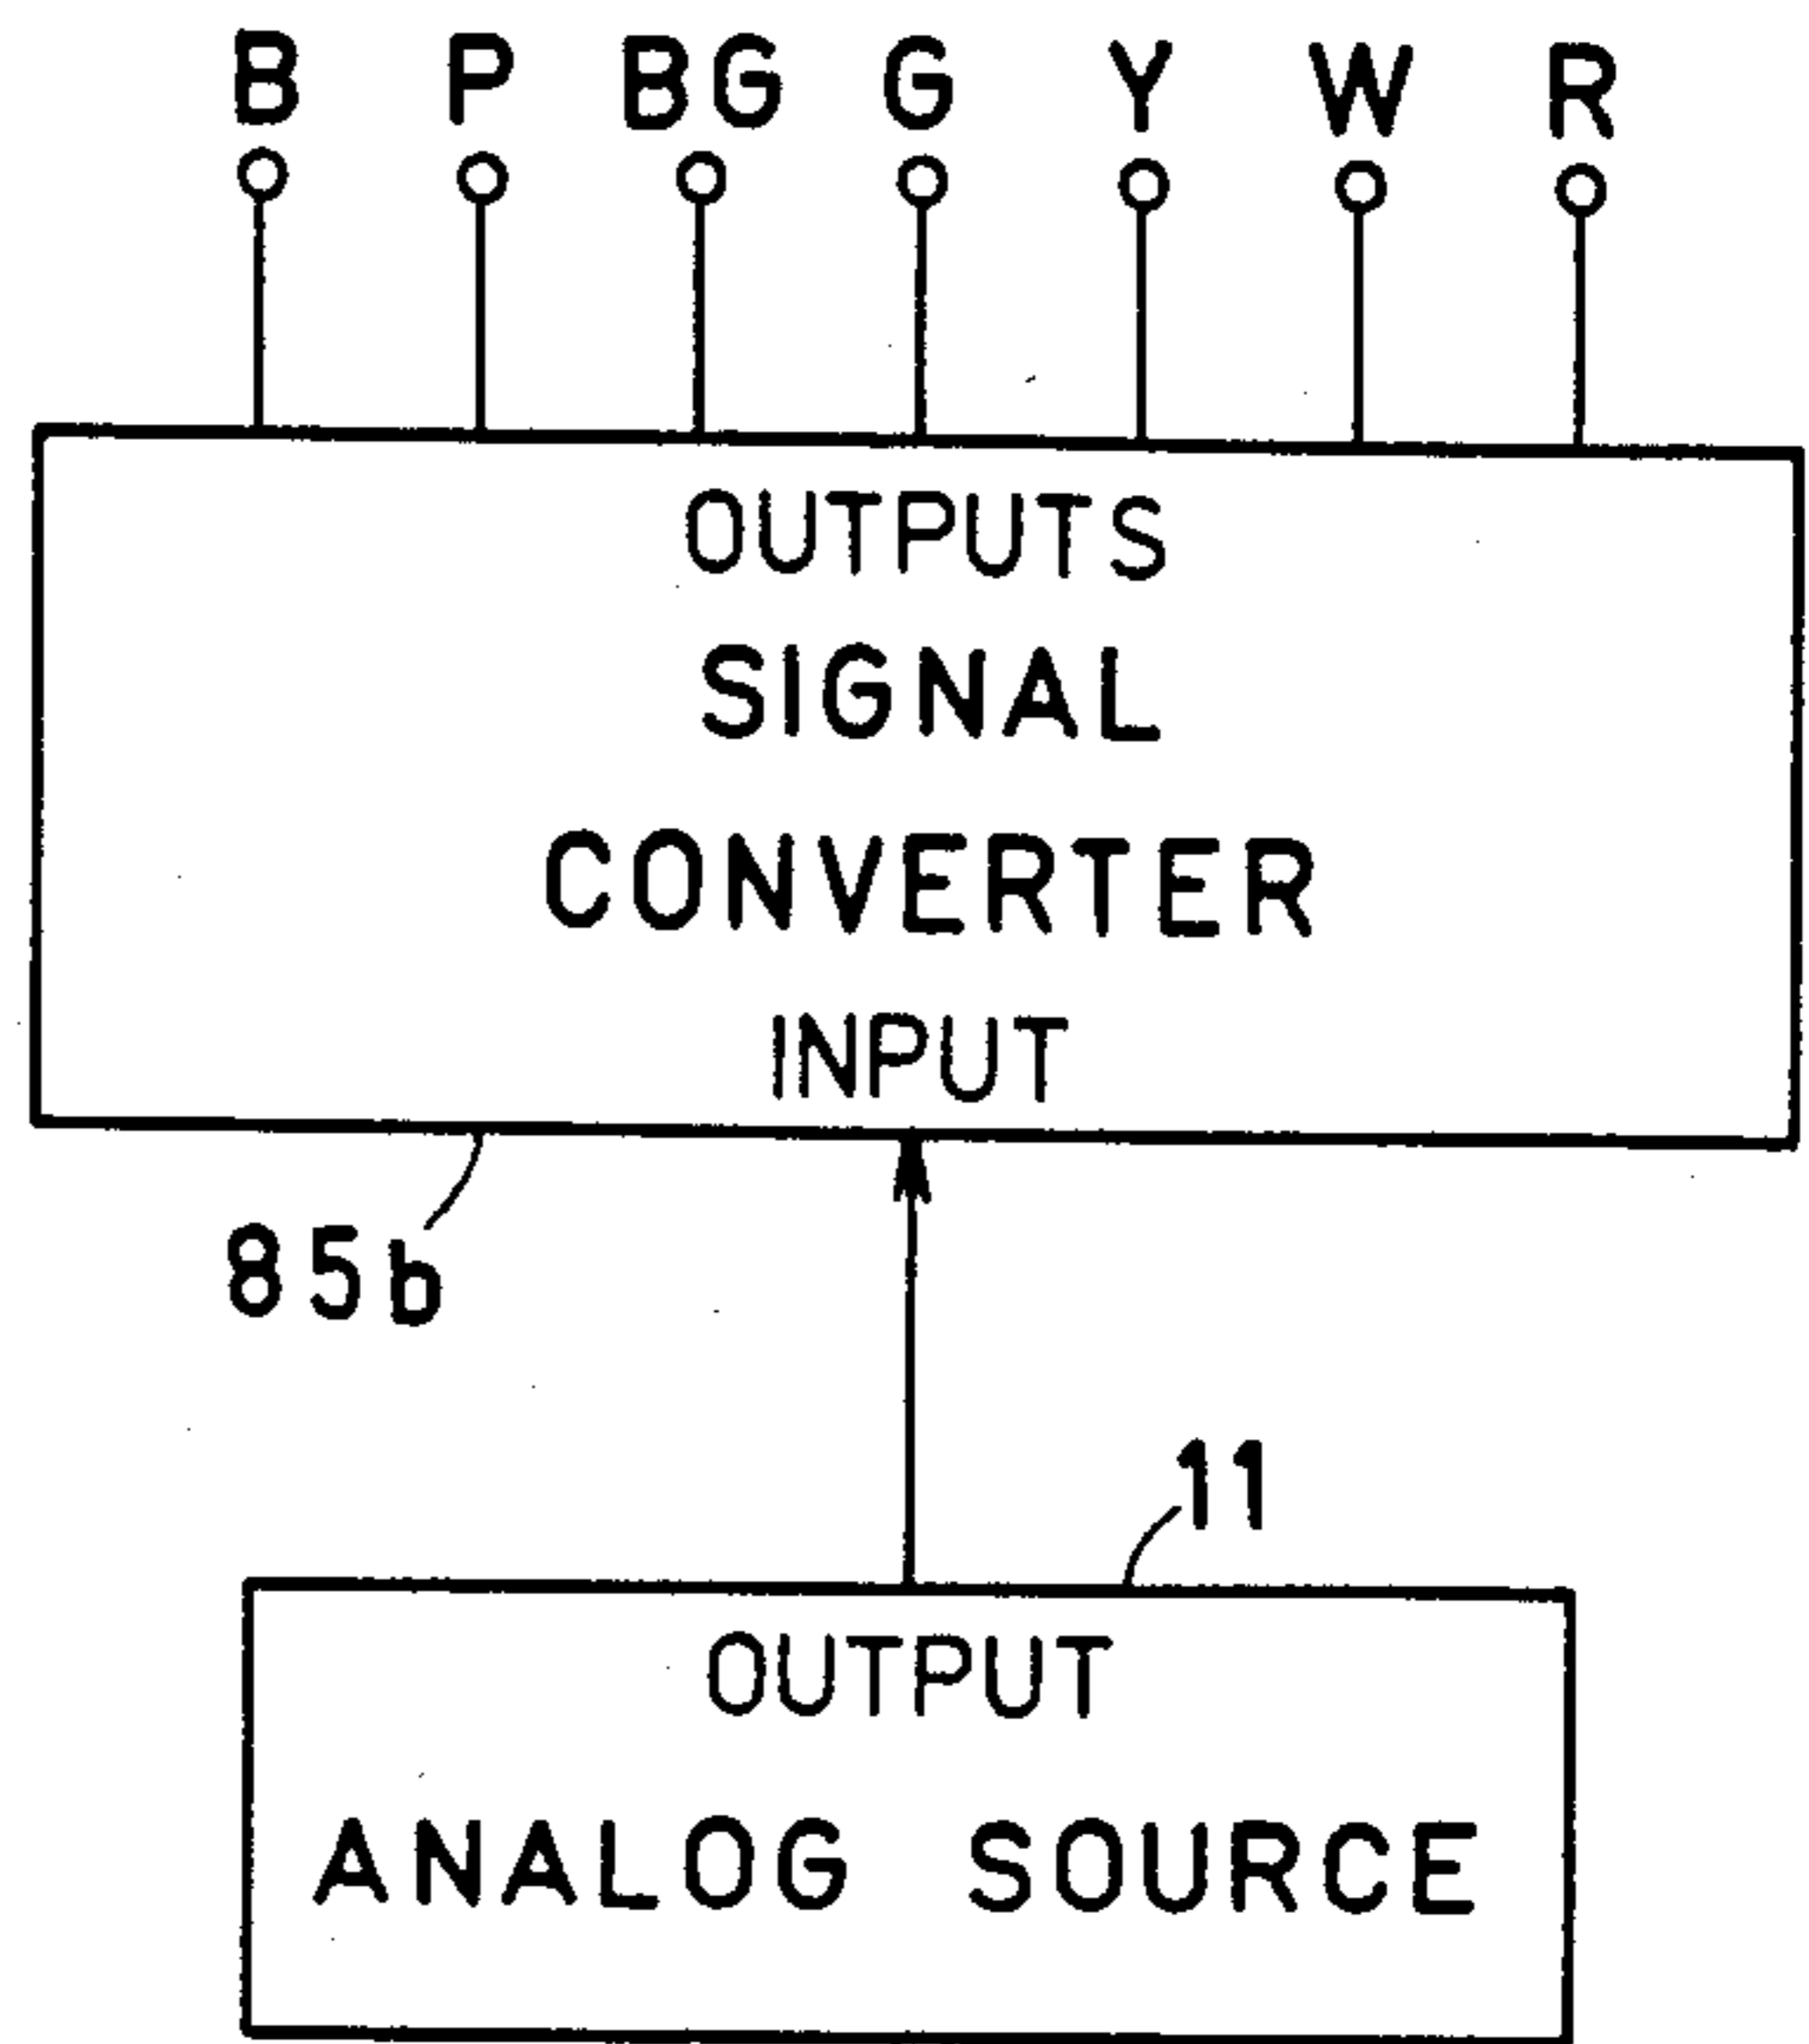 B P BG G Y W R
OUTPUTS
SIGNAL
CONVERTER
INPUT
85b
11
OUTPUT
ANALOG SOURCE